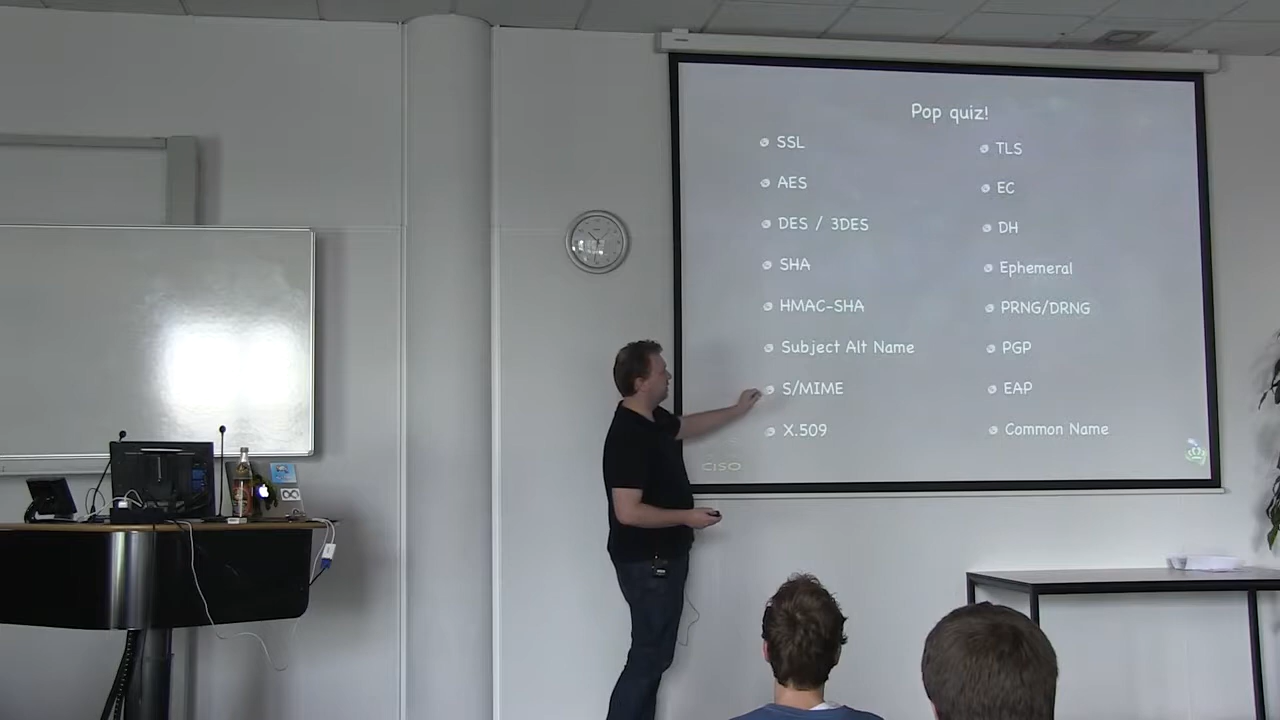 Pop quiz!
SSL
AES
DES / 3DES
SHA
HMAC-SHA
Subject Alt Name
S/MIME
X.509
TLS
EC
DH
Ephemeral
PRNG/DRNG
PGP
EAP
Common Name
CISO